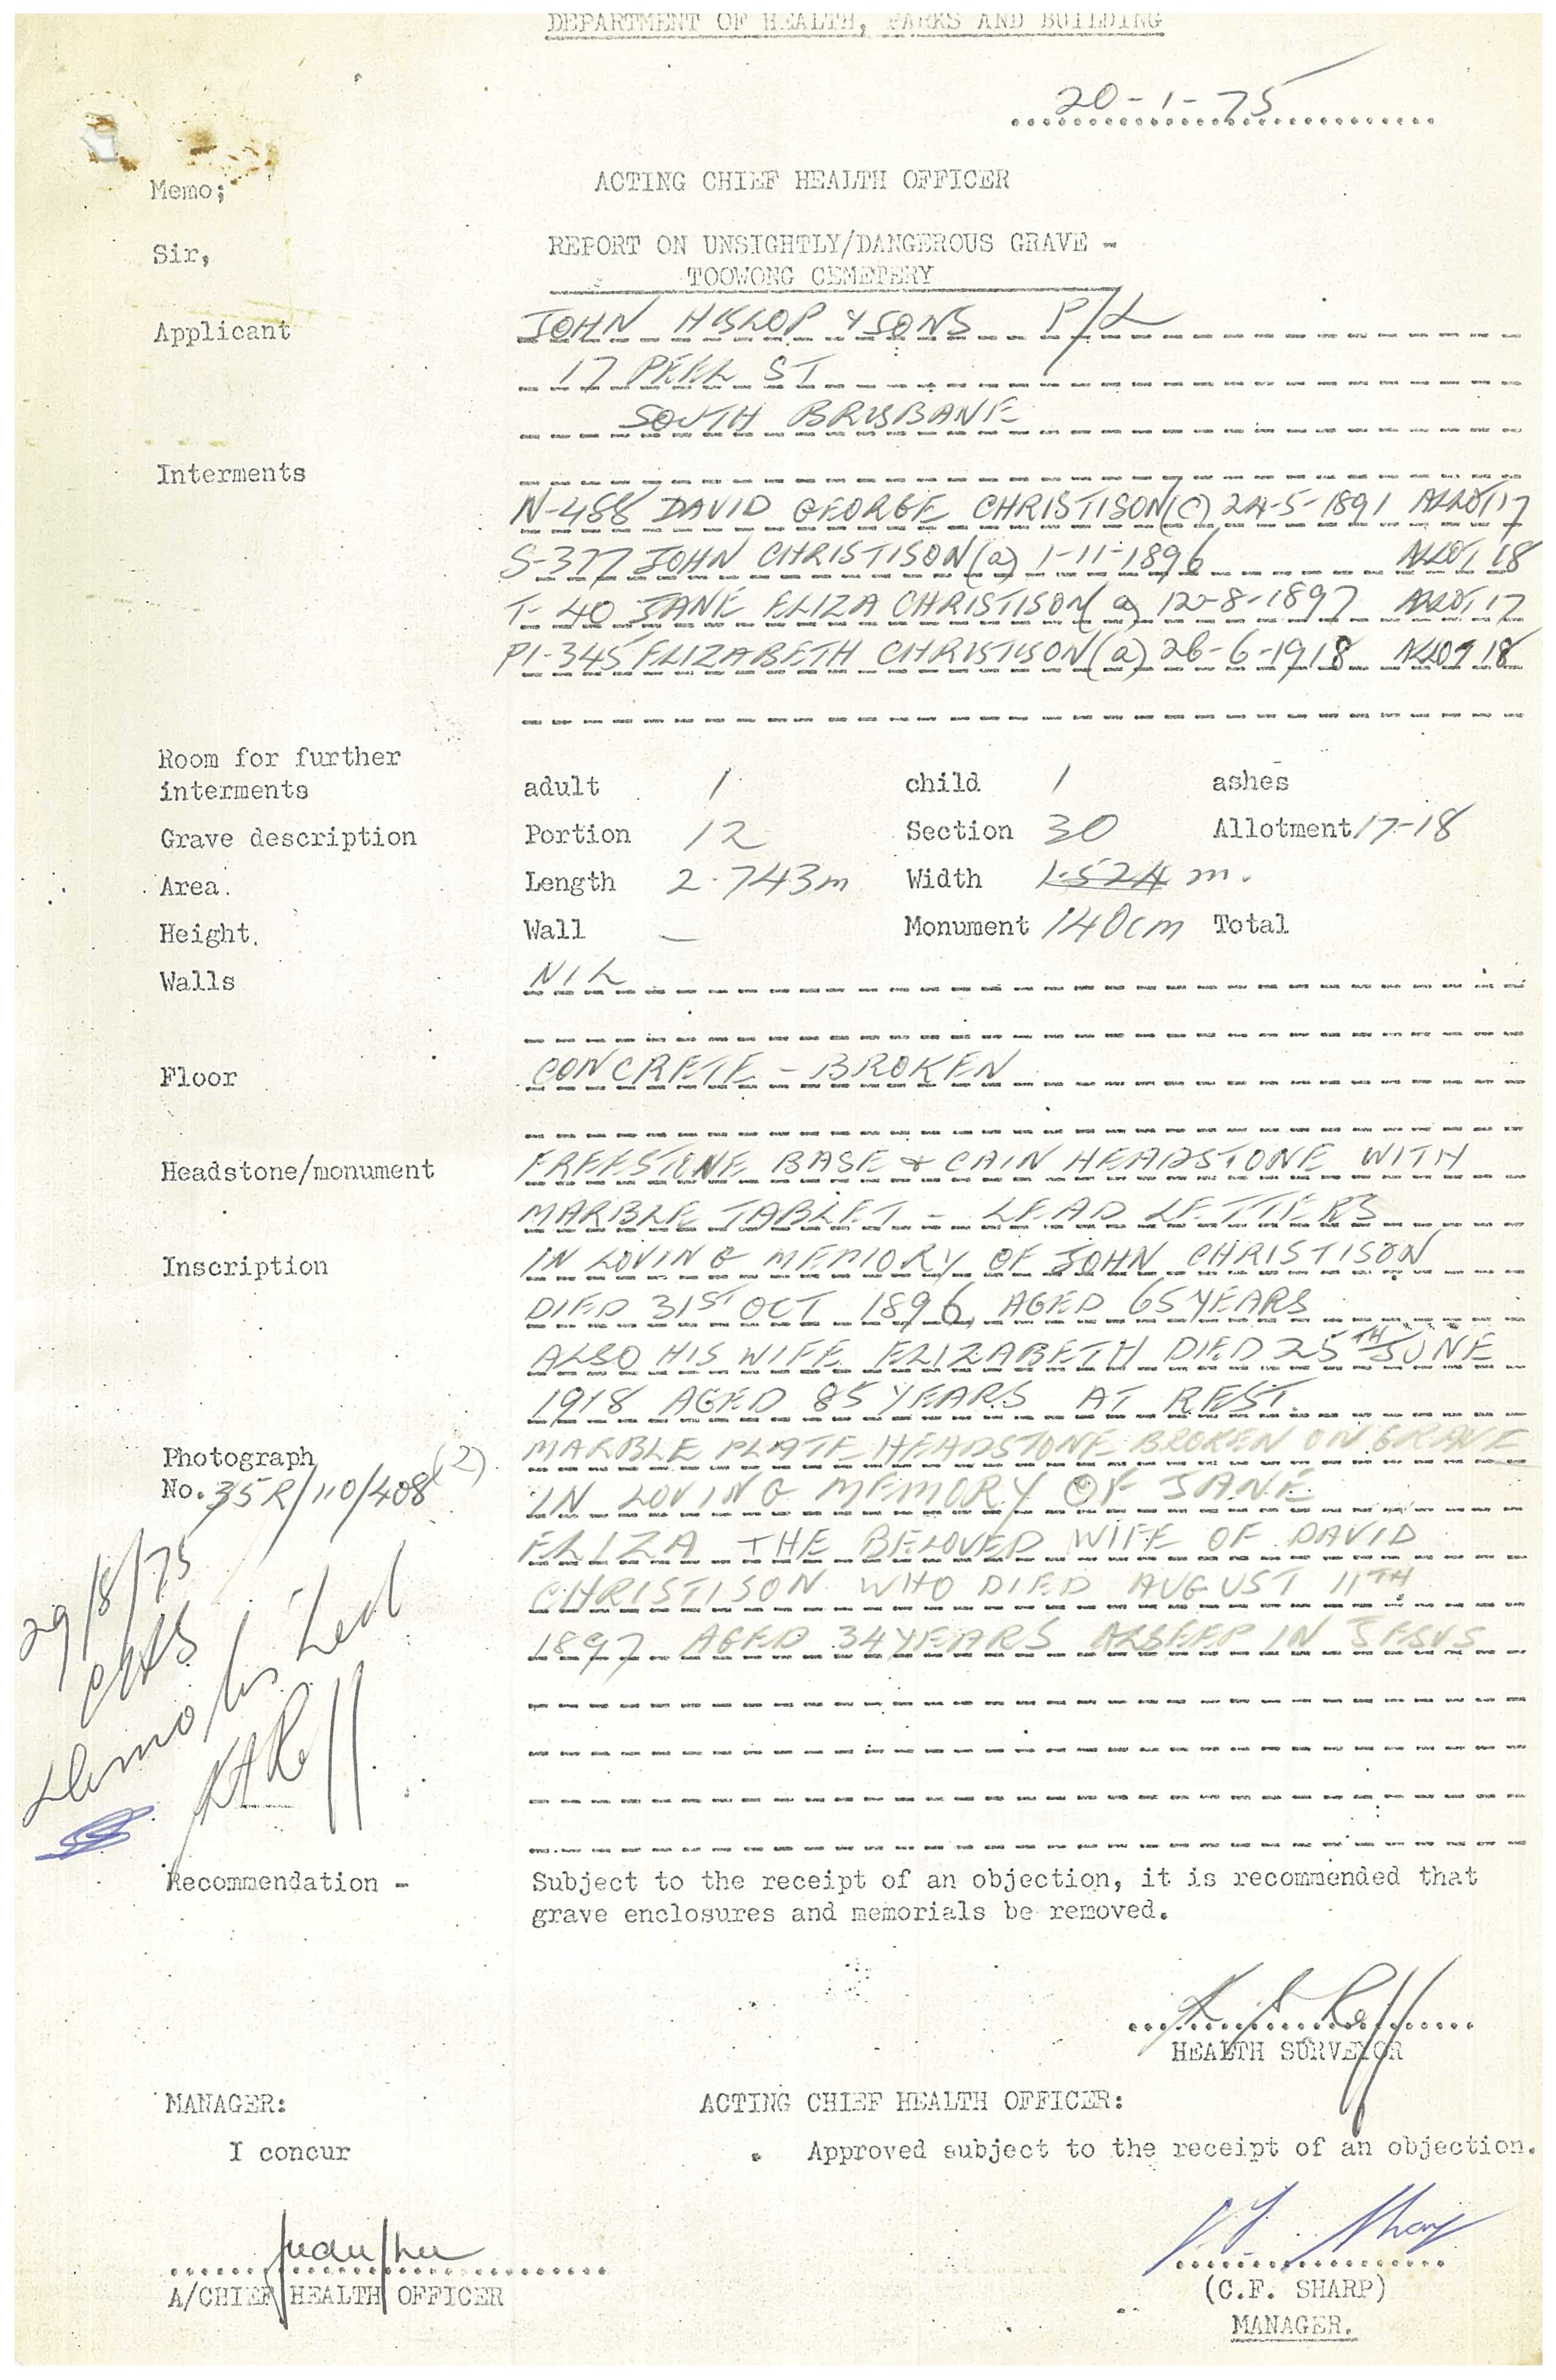 DEPARTMENT OF HEALTH, PARKS AND BUILDING
20-1-75
Memo; ACTING CHIEF HEALTH OFFICER
Sir, REPORT ON UNSIGHTLY/DANGEROUS GRAVE -
TOOWONG CEMETERY
Applicant JOHN HISLOP & SONS P/L
17 PEEL ST
SOUTH BRISBANE
Interments
N-488 DAVID GEORGE CHRISTISON (C) 24-5-1891 ALLOT 17
S-377 JOHN CHRISTISON (a) 1-11-1896 ALLOT 18
T-40 JANE ELIZA CHRISTISON (a) 12-8-1897 ALLOT 17
P1-345 ELIZABETH CHRISTISON (a) 26-6-1918 ALLOT 18
Room for further
interments adult 1 child 1 ashes
Grave description Portion 12 Section 30 Allotment 17-18
Area. Length 2.743m Width 1.524 m.
Height. Wall — Monument 140cm Total
Walls NIL
Floor CONCRETE - BROKEN
Headstone/monument FREESTONE BASE & CAIN HEADSTONE WITH
MARBLE TABLET - LEAD LETTERS
Inscription IN LOVING MEMORY OF JOHN CHRISTISON
DIED 31ST OCT 1896 AGED 65 YEARS
ALSO HIS WIFE ELIZABETH DIED 25TH JUNE
1918 AGED 85 YEARS AT REST.
Photograph MARBLE PLATE HEADSTONE BROKEN ON GRAVE
No. 35R/110/408 (2) IN LOVING MEMORY OF JANE
ELIZA THE BELOVED WIFE OF DAVID
CHRISTISON WHO DIED AUGUST 11TH
1897 AGED 34 YEARS ALSEEP IN JESUS
29/8/75
Recommendation - Subject to the receipt of an objection, it is recommended that
grave enclosures and memorials be removed.
HEALTH SURVEYOR
MANAGER: ACTING CHIEF HEALTH OFFICER:
I concur Approved subject to the receipt of an objection.
A/CHIEF HEALTH OFFICER (C.F. SHARP)
MANAGER.